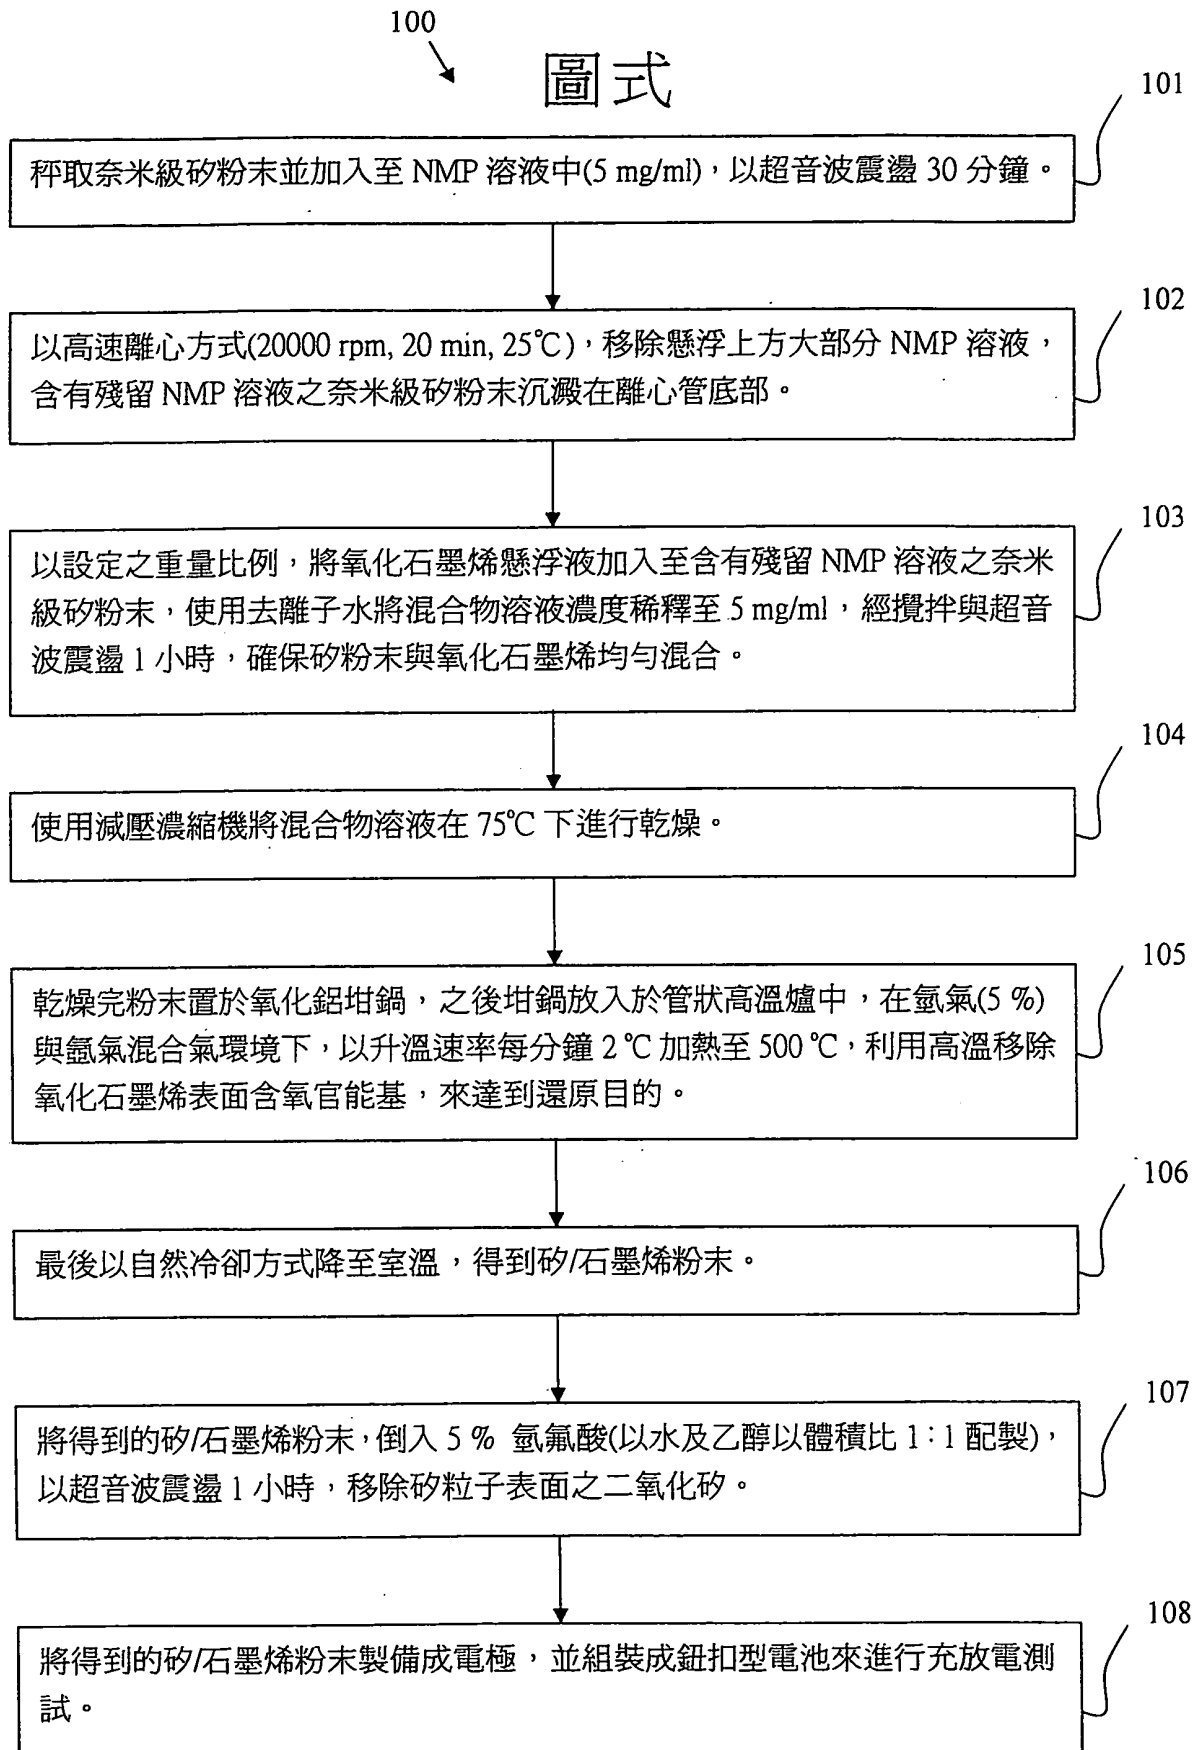 100
圖式
101
秤取奈米級矽粉末並加入至 NMP 溶液中(5 mg/ml)，以超音波震盪 30 分鐘。
102
以高速離心方式(20000 rpm, 20 min, 25℃)，移除懸浮上方大部分 NMP 溶液，
含有殘留 NMP 溶液之奈米級矽粉末沉澱在離心管底部。
103
以設定之重量比例，將氧化石墨烯懸浮液加入至含有殘留 NMP 溶液之奈米
級矽粉末，使用去離子水將混合物溶液濃度稀釋至 5 mg/ml，經攪拌與超音
波震盪 1 小時，確保矽粉末與氧化石墨烯均勻混合。
104
使用減壓濃縮機將混合物溶液在 75℃ 下進行乾燥。
105
乾燥完粉末置於氧化鋁坩鍋，之後坩鍋放入於管狀高溫爐中，在氫氣(5 %)
與氬氣混合氣環境下，以升溫速率每分鐘 2 ℃ 加熱至 500 ℃，利用高溫移除
氧化石墨烯表面含氧官能基，來達到還原目的。
106
最後以自然冷卻方式降至室溫，得到矽/石墨烯粉末。
107
將得到的矽/石墨烯粉末，倒入 5 % 氫氟酸(以水及乙醇以體積比 1：1 配製)，
以超音波震盪 1 小時，移除矽粒子表面之二氧化矽。
108
將得到的矽/石墨烯粉末製備成電極，並組裝成鈕扣型電池來進行充放電測
試。